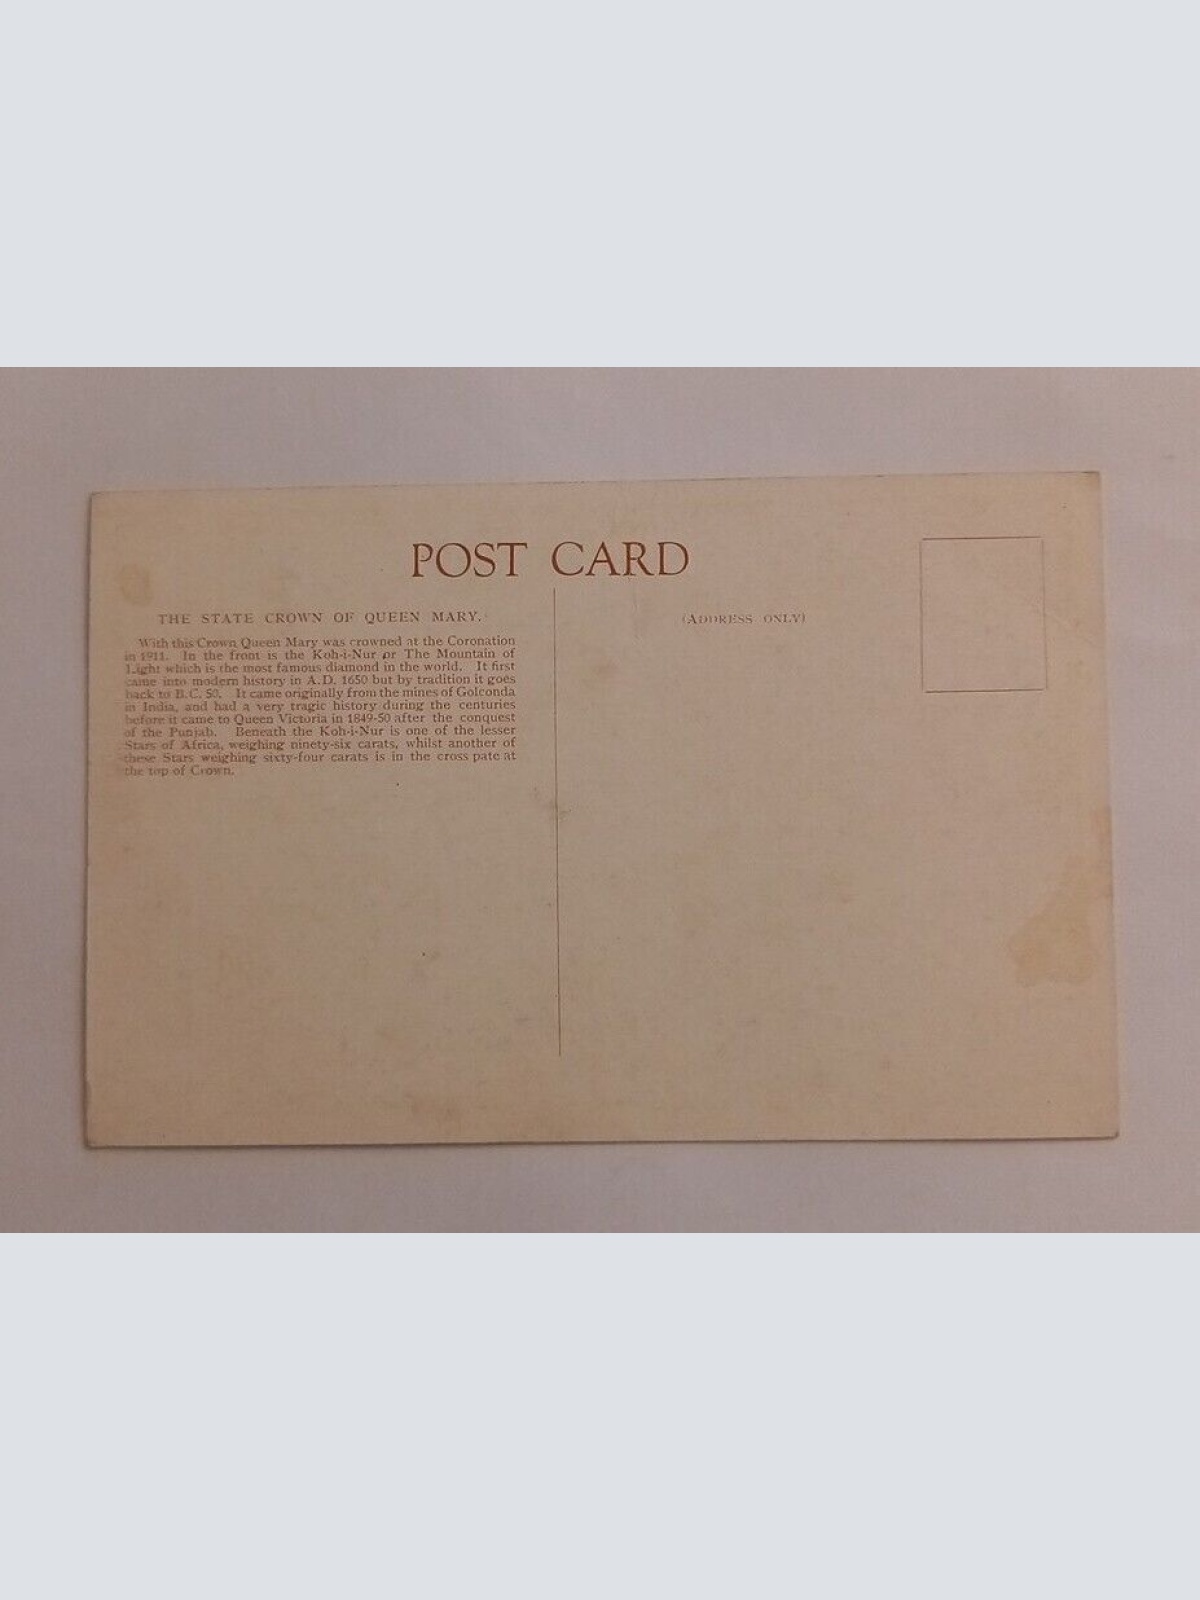 POST CARD
THE STATE CROWN OF QUEEN MARY.
With this Crown Queen Mary was crowned at the Coronation
in 1911. In the front is the Koh-i-Nur or The Mountain of
Light which is the most famous diamond in the world. It first
came into modern history in A.D. 1650 but by tradition it goes
back to B.C. 50. It came originally from the mines of Golconda
in India, and had a very tragic history during the centuries
before it came to Queen Victoria in 1849-50 after the conquest
of the Punjab. Beneath the Koh-i-Nur is one of the lesser
Stars of Africa, weighing ninety-six carats, whilst another of
these Stars weighing sixty-four carats is in the cross pate at
the top of Crown.
(ADDRESS ONLY)